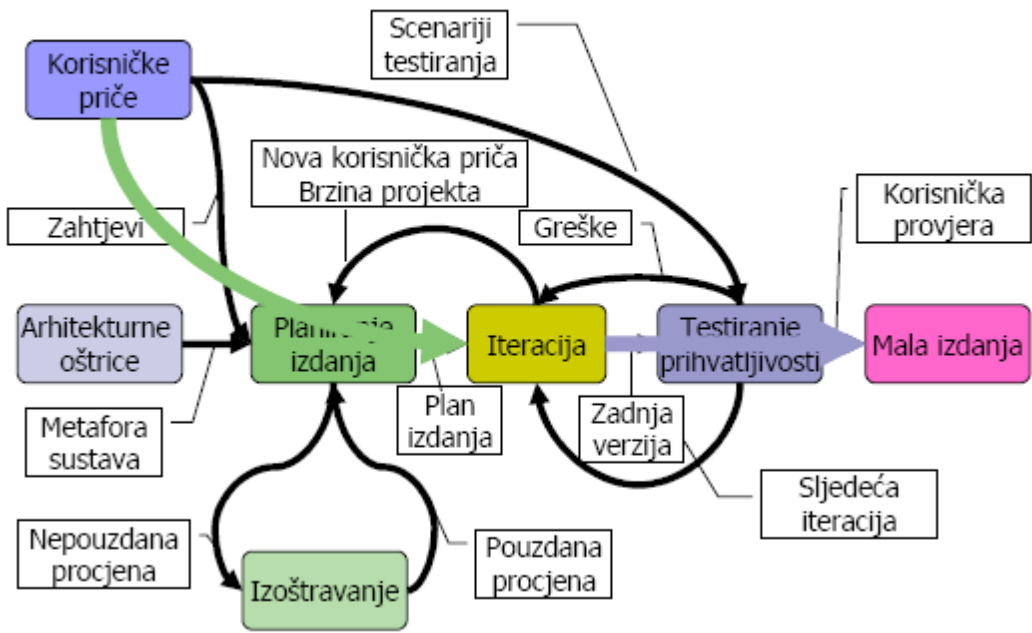 Scenariji
testiranja
Korisničke
priče
Nova korisnička priča
Brzina projekta
Korisnička
provjera
Zahtjevi
Greške
Arhitekturne
oštrice
Planiranje
izdanja
Iteracija
Testiranje
prihvatljivosti
Mala izdanja
Metafora
sustava
Plan
izdanja
Zadnja
verzija
Sljedeća
iteracija
Nepouzdana
procjena
Pouzdana
procjena
Izoštravanje